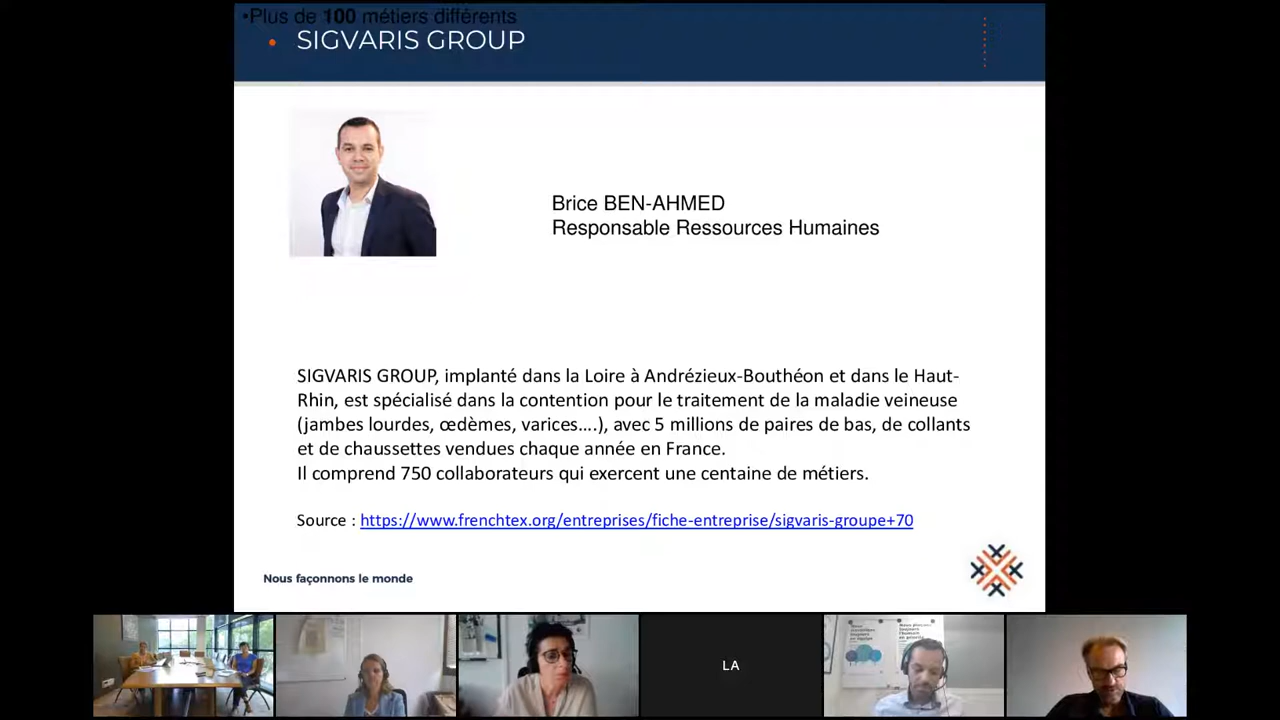 •Plus de 100 métiers différents
• SIGVARIS GROUP
Brice BEN-AHMED
Responsable Ressources Humaines
SIGVARIS GROUP, implanté dans la Loire à Andrézieux-Bouthéon et dans le Haut-
Rhin, est spécialisé dans la contention pour le traitement de la maladie veineuse
(jambes lourdes, œdèmes, varices….), avec 5 millions de paires de bas, de collants
et de chaussettes vendues chaque année en France.
Il comprend 750 collaborateurs qui exercent une centaine de métiers.
Source : https://www.frenchtex.org/entreprises/fiche-entreprise/sigvaris-groupe+70
Nous façonnons le monde
LA